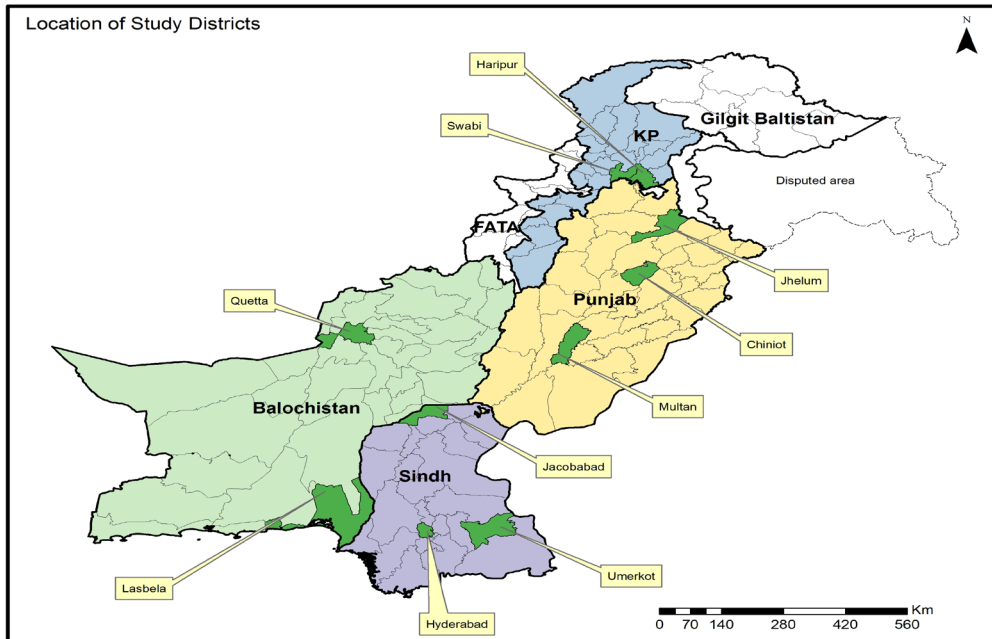 Location of Study Districts
N
Haripur
Swabi
KP
Gilgit Baltistan
Disputed area
FATA
Jhelum
Quetta
Punjab
Chiniot
Balochistan
Multan
Jacobabad
Sindh
Lasbela
Umerkot
Hyderabad
Km
0 70 140 280 420 560